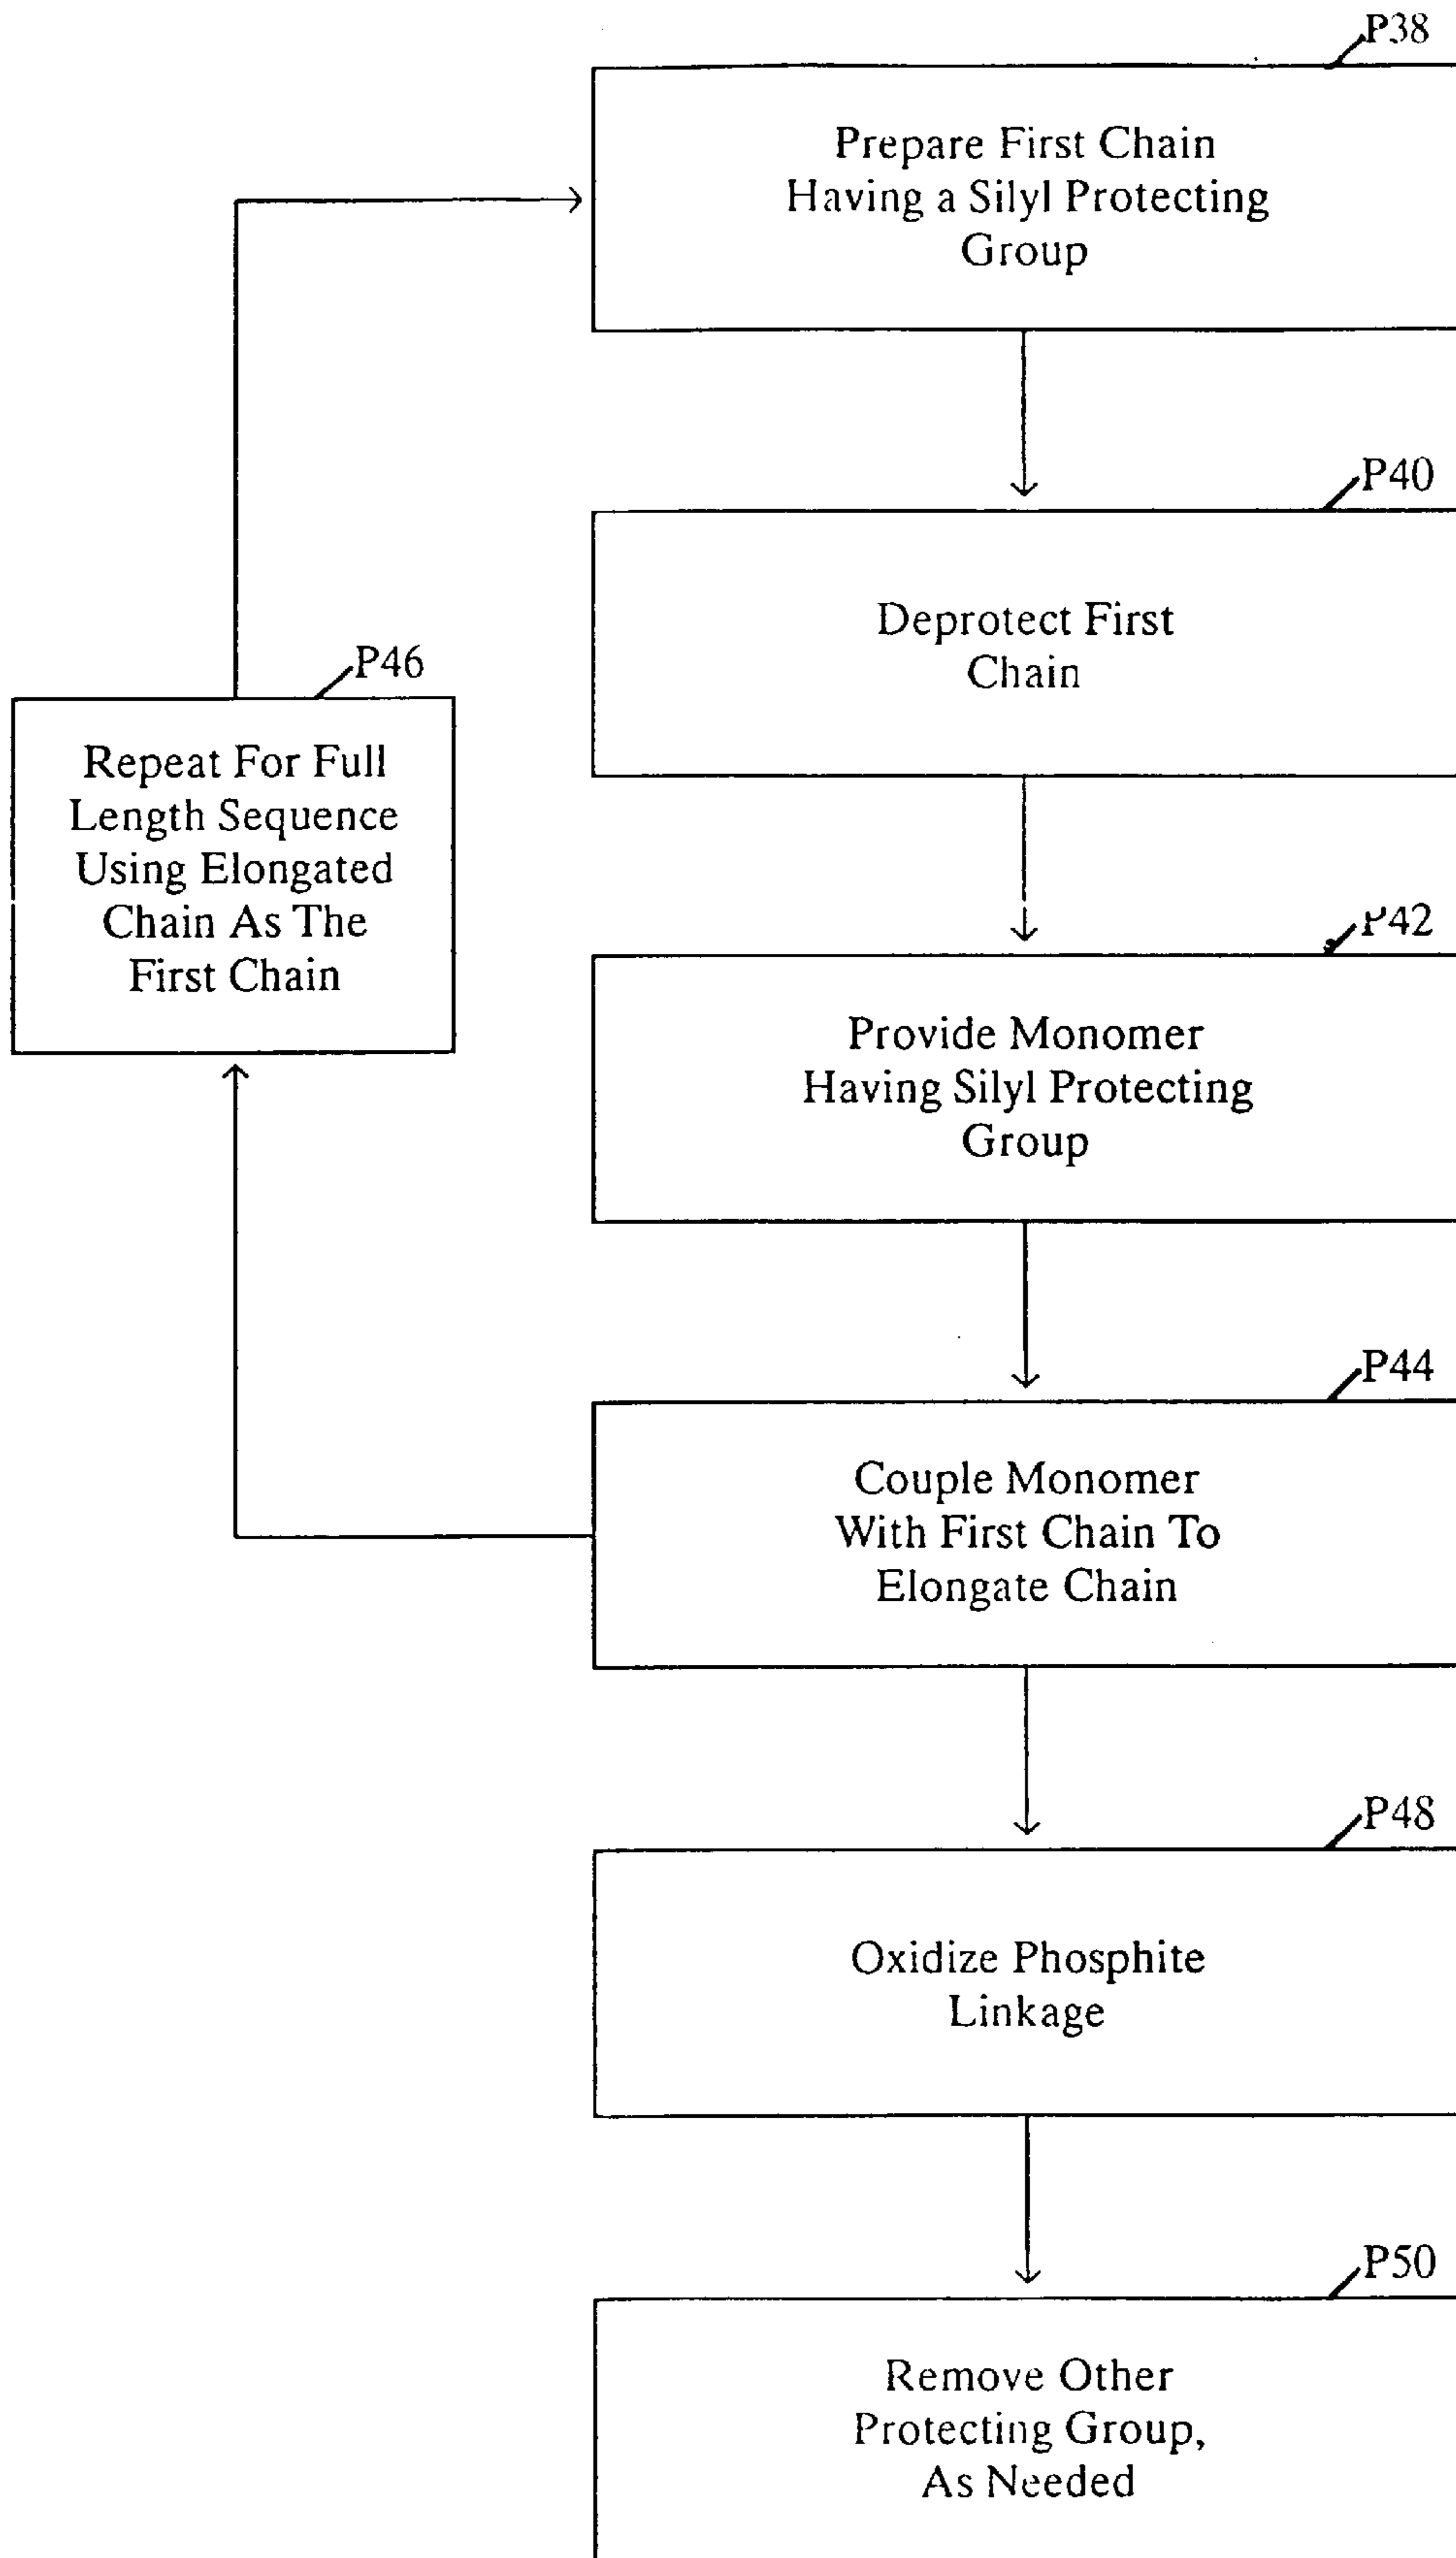 P38
Prepare First Chain
Having a Silyl Protecting
Group
P40
Deprotect First
Chain
P46
Repeat For Full
Length Sequence
Using Elongated
Chain As The
First Chain
P42
Provide Monomer
Having Silyl Protecting
Group
P44
Couple Monomer
With First Chain To
Elongate Chain
P48
Oxidize Phosphite
Linkage
P50
Remove Other
Protecting Group,
As Needed